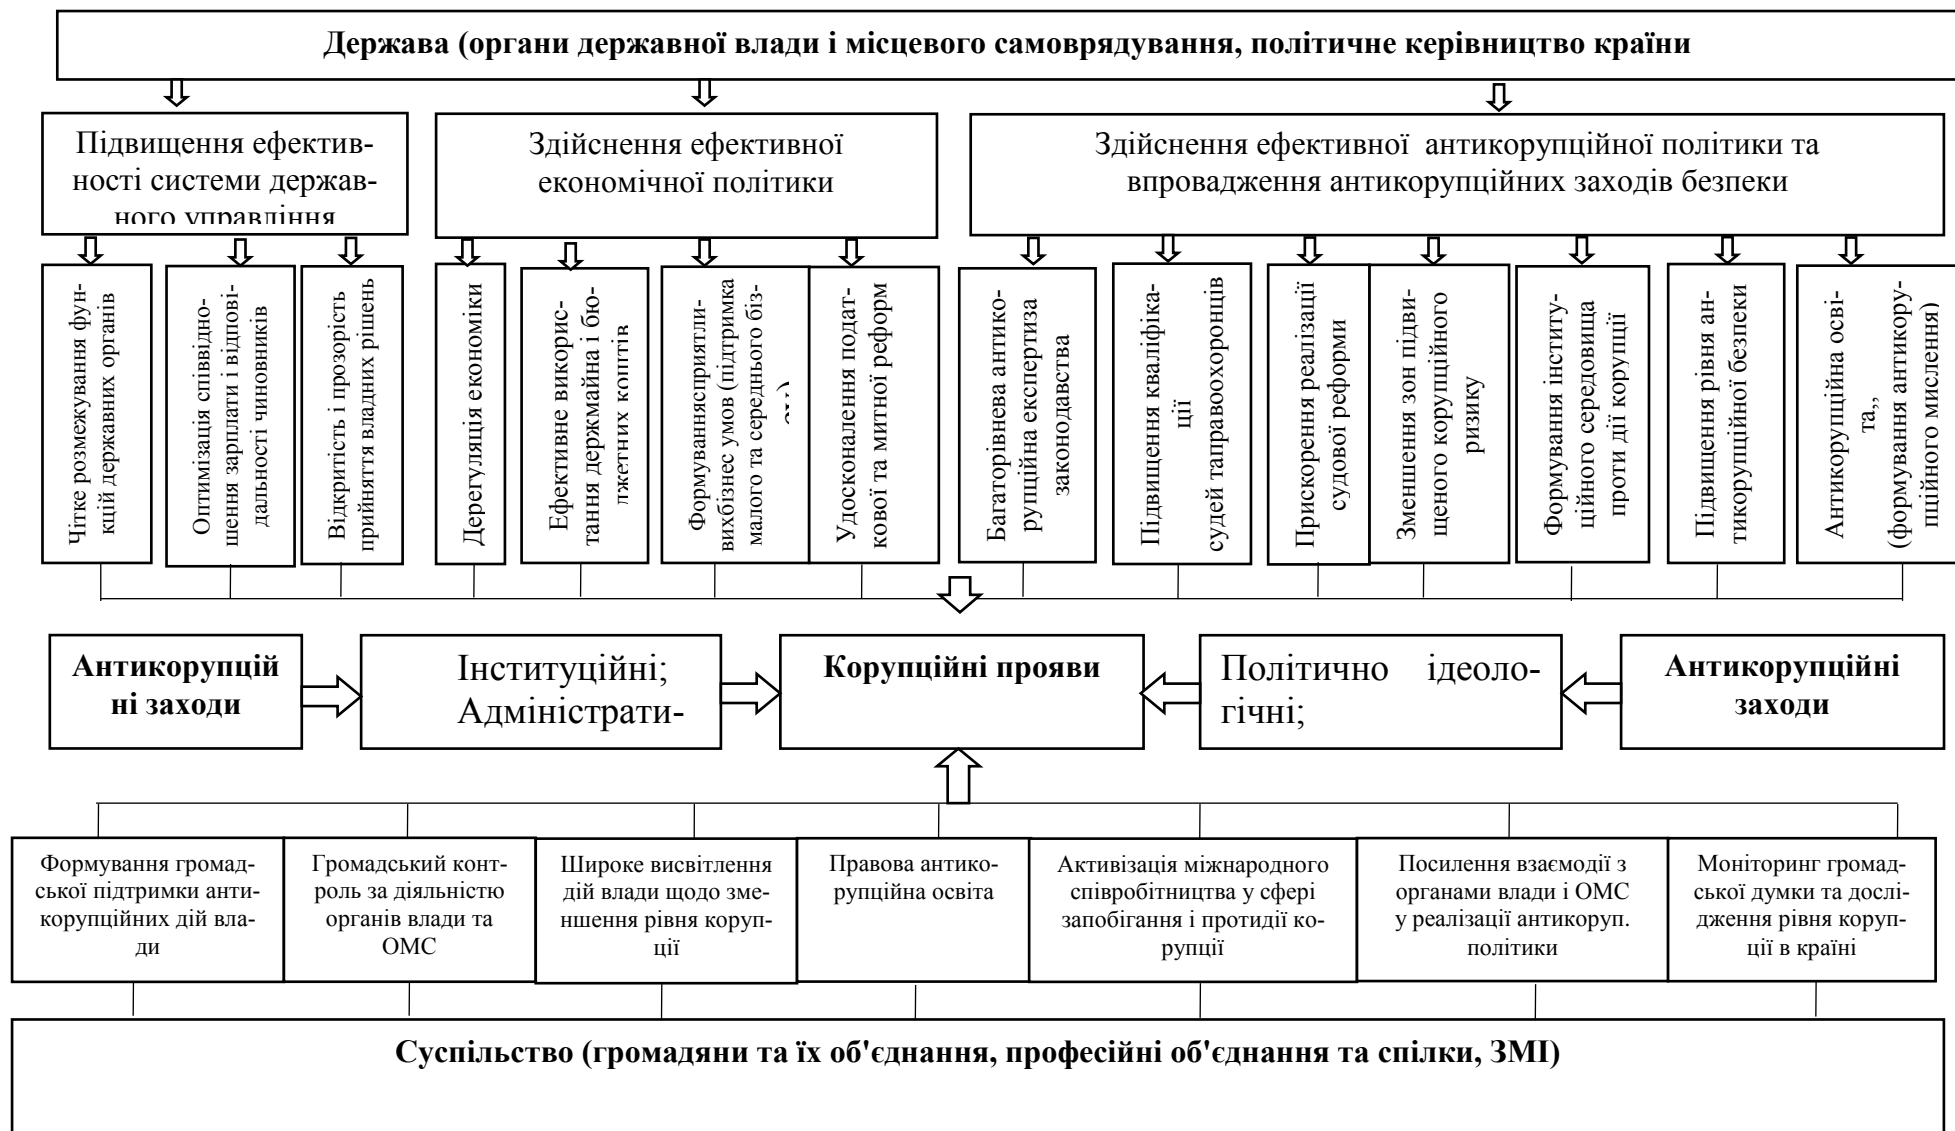 Держава (органи державної влади і місцевого самоврядування, політичне керівництво країни
Підвищення ефектив-
ності системи держав-
ного управління
Здійснення ефективної
економічної політики
Здійснення ефективної антикорупційної політики та
впровадження антикорупційних заходів безпеки
Чітке розмежування фун-
кцій державних органів
Оптимізація співвідно-
шення зарплати і відпові-
дальності чиновників
Відкритість і прозорість
прийняття владних рішень
Дерегуляція економіки
Ефективне викорис-
тання держмайна і бю-
джетних коштів
Формуваннясприятли-
вихбізнес умов (підтримка
малого та середнього біз-
Удосконалення подат-
кової та митної реформ
Багаторівнева антико-
рупційна експертиза
законодавства
Підвищення кваліфіка-
ції
судей таправоохоронців
Прискорення реалізації
судової реформи
Зменшення зон підви-
щеного корупційного
ризику
Формування інститу-
ційного середовища
проти дії корупції
Підвищення рівня ан-
тикорупційної безпеки
Антикорупційна осві-
та,,
(формування антикору-
пційного мислення)
Антикорупцій
ні заходи
Інституційні;
Адміністрати-
Корупційні прояви
Політично ідеоло-
гічні;
Антикорупційні
заходи
Формування громад-
ської підтримки анти-
корупційних дій вла-
ди
Громадський конт-
роль за діяльністю
органів влади та
ОМС
Широке висвітлення
дій влади щодо зме-
ншення рівня коруп-
ції
Правова антико-
рупційна освіта
Активізація міжнародного
співробітництва у сфері
запобігання і протидії ко-
рупції
Посилення взаємодії з
органами влади і ОМС
у реалізації антикоруп.
політики
Моніторинг громад-
ської думки та дослі-
дження рівня коруп-
ції в країні
Суспільство (громадяни та їх об'єднання, професійні об'єднання та спілки, ЗМІ)